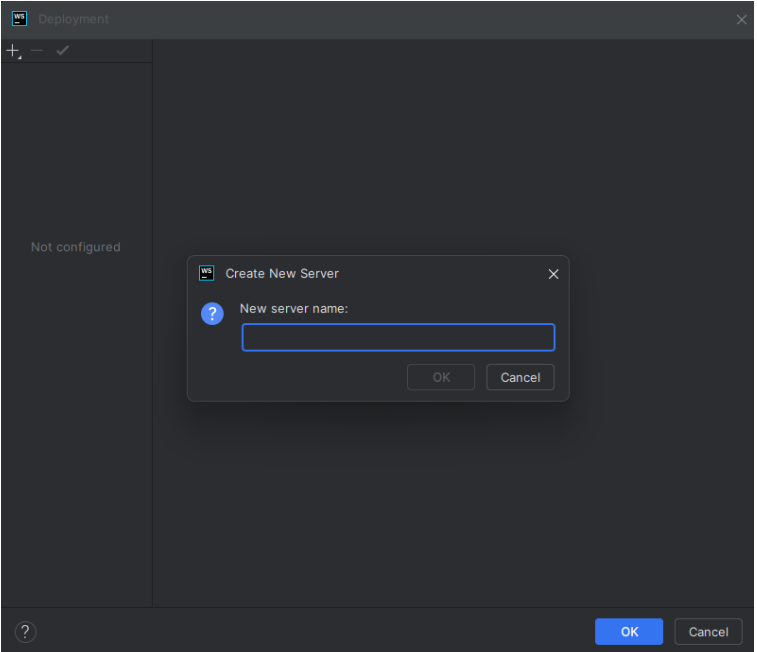 WS Deployment
Not configured
WS Create New Server
? New server name:
OK Cancel
? OK Cancel